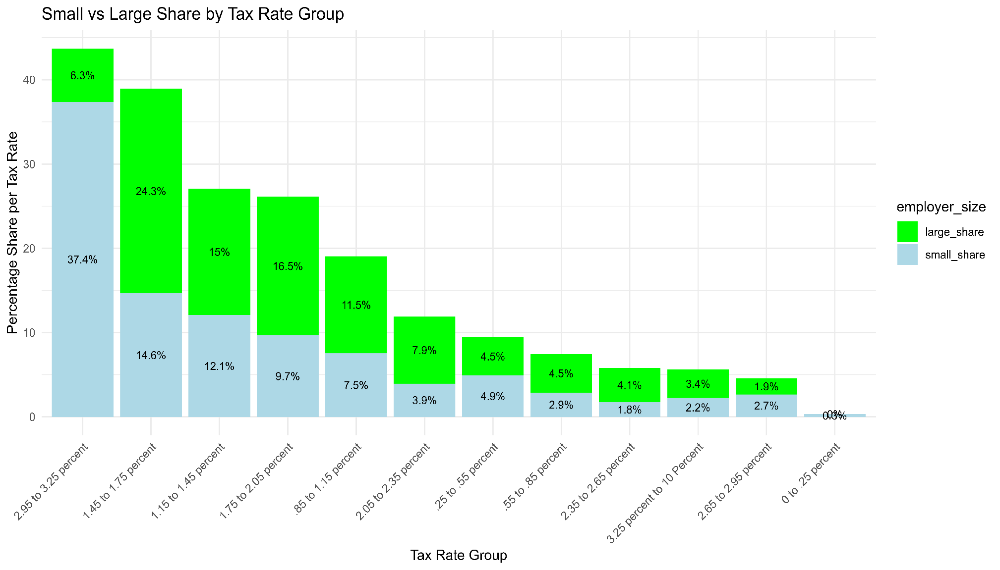 Small vs Large Share by Tax Rate Group
Percentage Share per Tax Rate
40
30
20
10
0
6.3%
37.4%
24.3%
14.6%
15%
12.1%
16.5%
9.7%
11.5%
7.5%
7.9%
3.9%
4.5%
4.9%
4.5%
2.9%
4.1%
1.8%
3.4%
2.2%
1.9%
2.7%
0%
0.3%
2.95 to 3.25 percent
1.45 to 1.75 percent
1.15 to 1.45 percent
1.75 to 2.05 percent
.85 to 1.15 percent
2.05 to 2.35 percent
.25 to .55 percent
.55 to .85 percent
2.35 to 2.65 percent
3.25 percent to 10 Percent
2.65 to 2.95 percent
0 to .25 percent
Tax Rate Group
employer_size
large_share
small_share